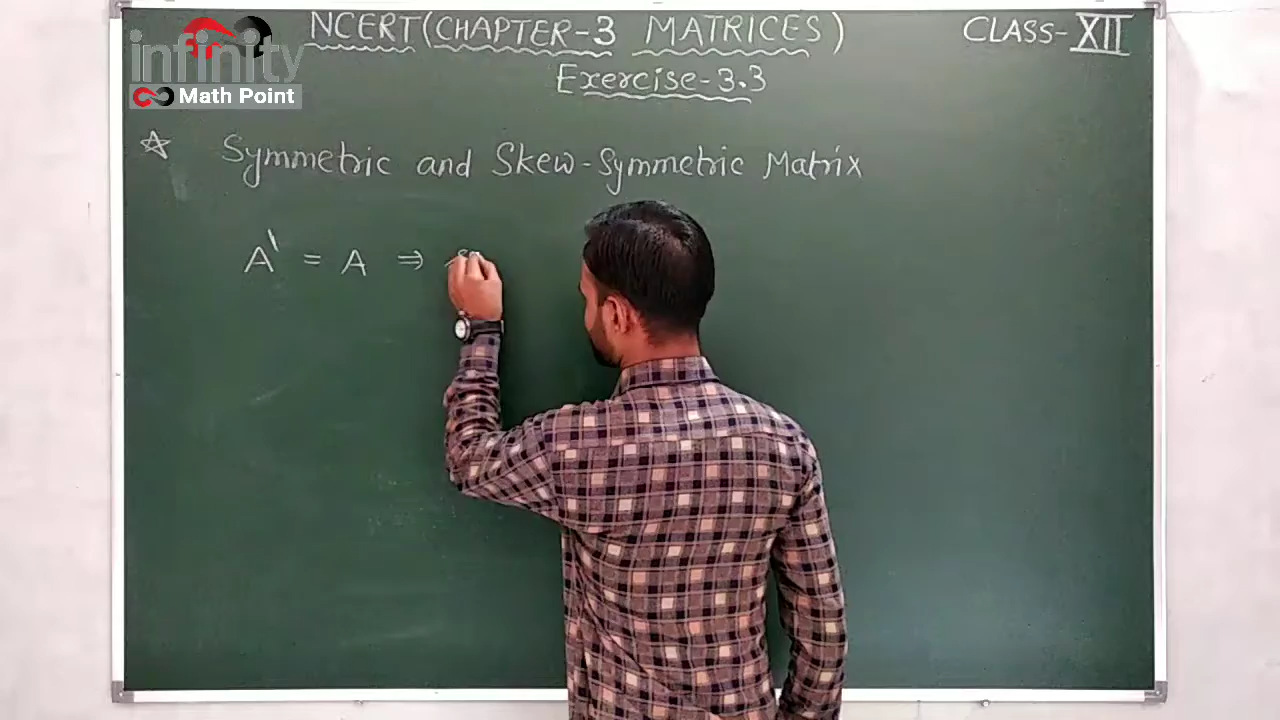 infinity
Math Point
NCERT (CHAPTER-3 MATRICES)
CLASS-XII
Exercise-3.3
☆ Symmetric and Skew-Symmetric Matrix
A' = A ⇒